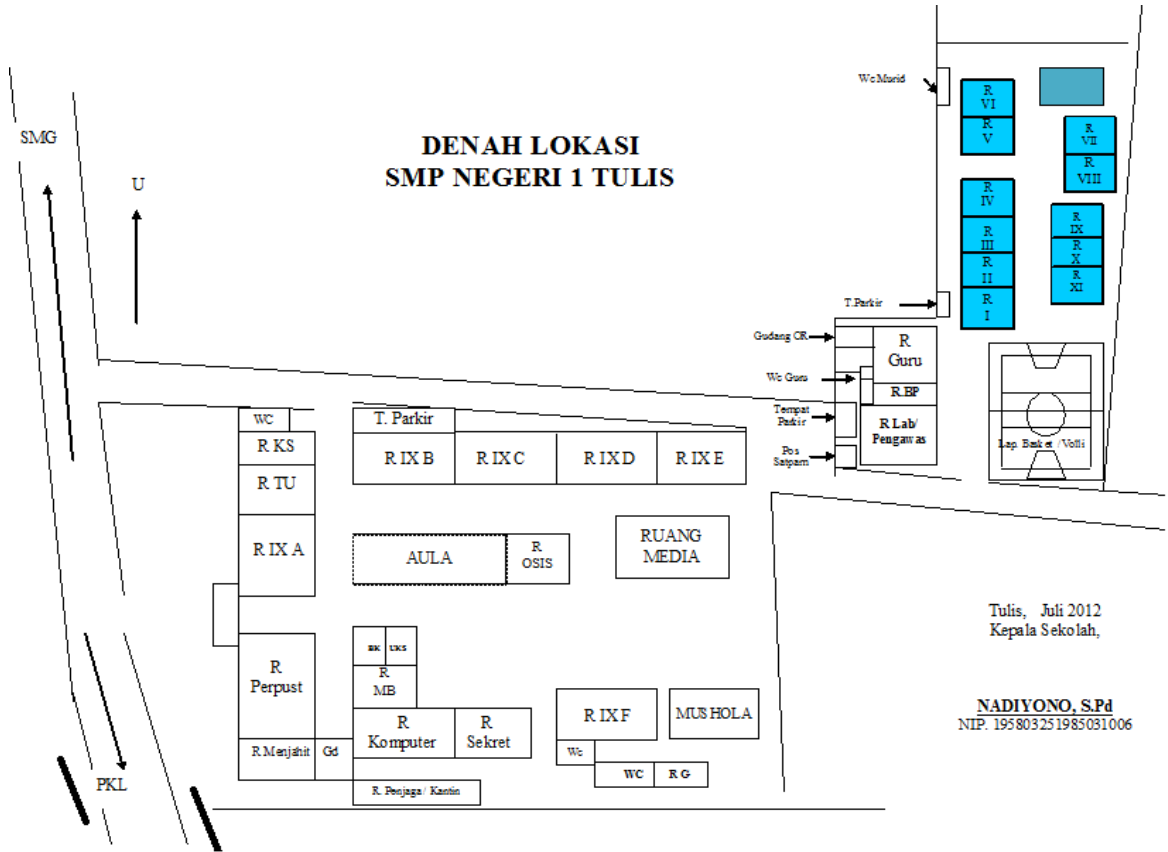 DENAH LOKASI
SMP NEGERI 1 TULIS
SMG
U
PKL
Wc Murid
R
VI
R
V
R
VII
R
VIII
R
IV
R
III
R
II
R
I
R
IX
R
X
R
XI
T.Parkir
Gudang OR
R
Guru
Wc Guru
R.BP
Tempat
Parkir
R Lab/
Pengawas
Pos
Satpam
Lap. Basket / Volli
WC
T. Parkir
R KS
R IX B
R IX C
R IX D
R IX E
R TU
R IX A
AULA
R
OSIS
RUANG
MEDIA
BK
UKS
R
MB
R
Perpust
R
Komputer
R
Sekret
R IX F
MUSHOLA
R Menjahit
Gd
Wc
WC
R G
R. Penjaga / Kantin
Tulis, Juli 2012
Kepala Sekolah,
NADIYONO, S.Pd
NIP. 195803251985031006